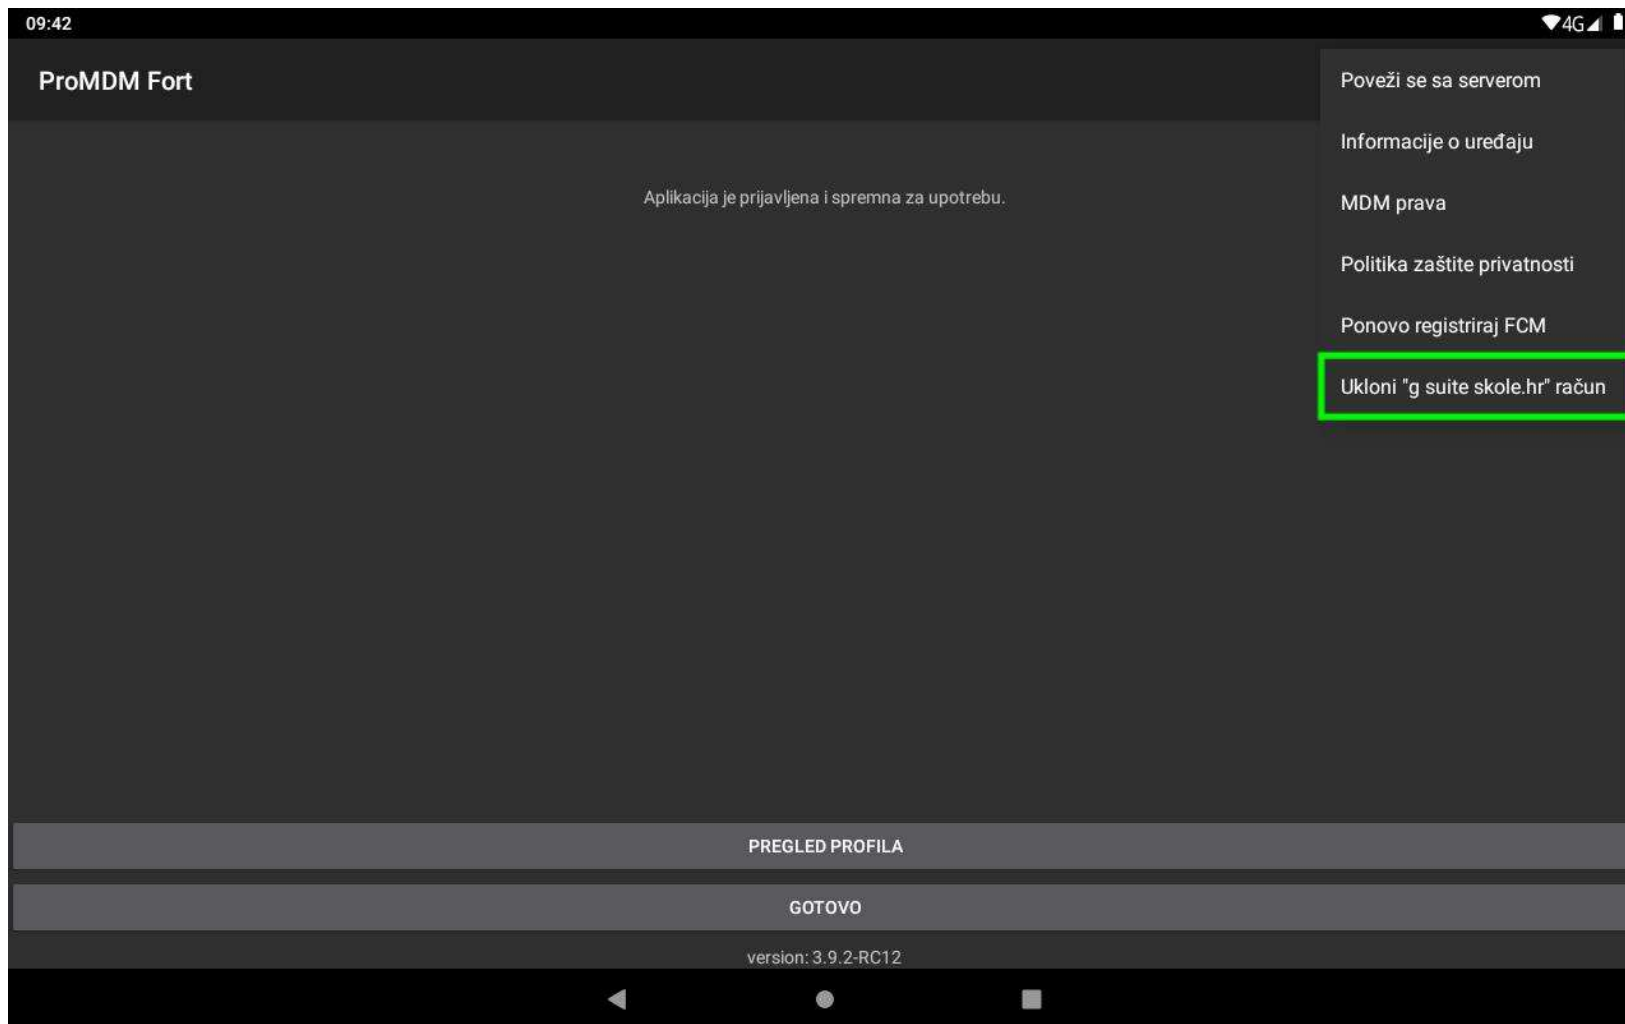 09:42
4G
ProMDM Fort
Poveži se sa serverom
Informacije o uređaju
Aplikacija je prijavljena i spremna za upotrebu.
MDM prava
Politika zaštite privatnosti
Ponovo registriraj FCM
Ukloni "g suite skole.hr" račun
PREGLED PROFILA
GOTOVO
version: 3.9.2-RC12